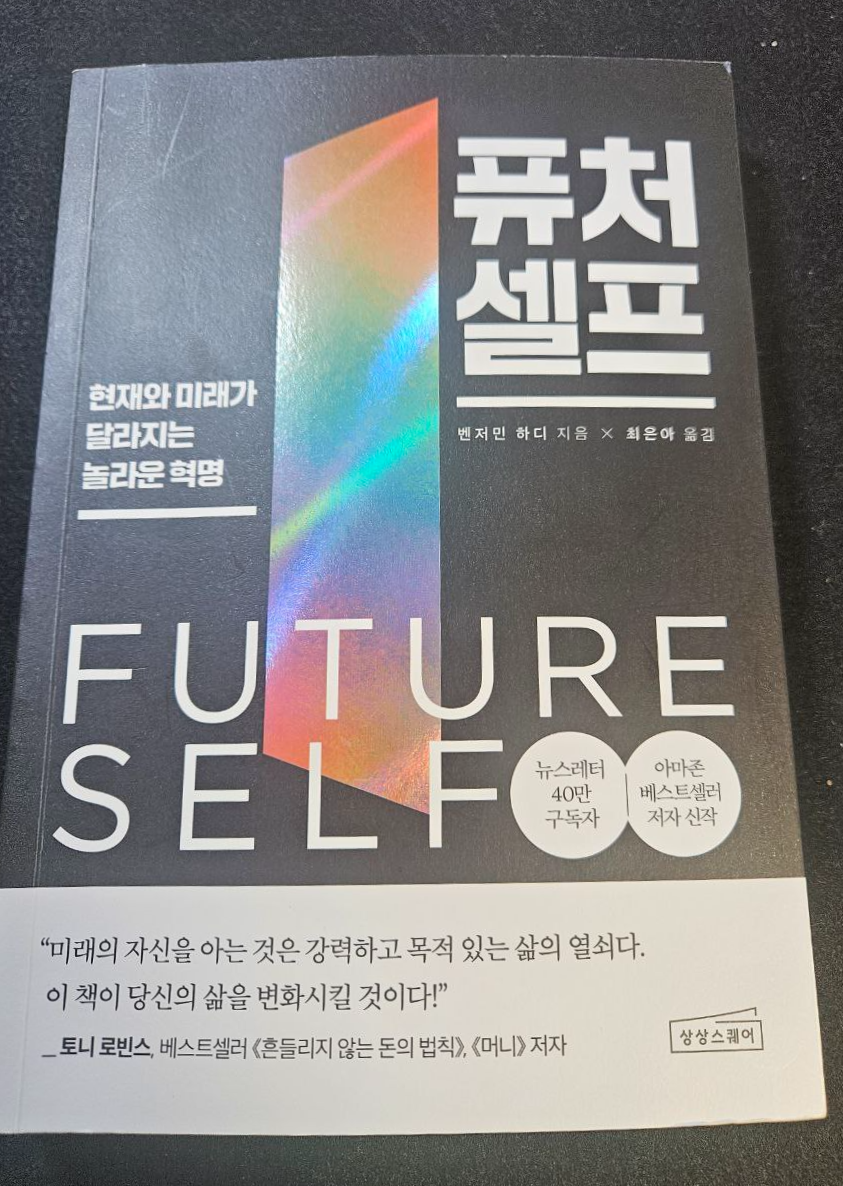 퓨처
셀프
벤저민 하디 지음 × 최은아 옮김
현재와 미래가
달라지는
놀라운 혁명
FUTURE
SELF
뉴스레터
40만
구독자
아마존
베스트셀러
저자 신작
“미래의 자신을 아는 것은 강력하고 목적 있는 삶의 열쇠다.
이 책이 당신의 삶을 변화시킬 것이다!”
_ 토니 로빈스, 베스트셀러 《흔들리지 않는 돈의 법칙》, 《머니》 저자
상상스퀘어